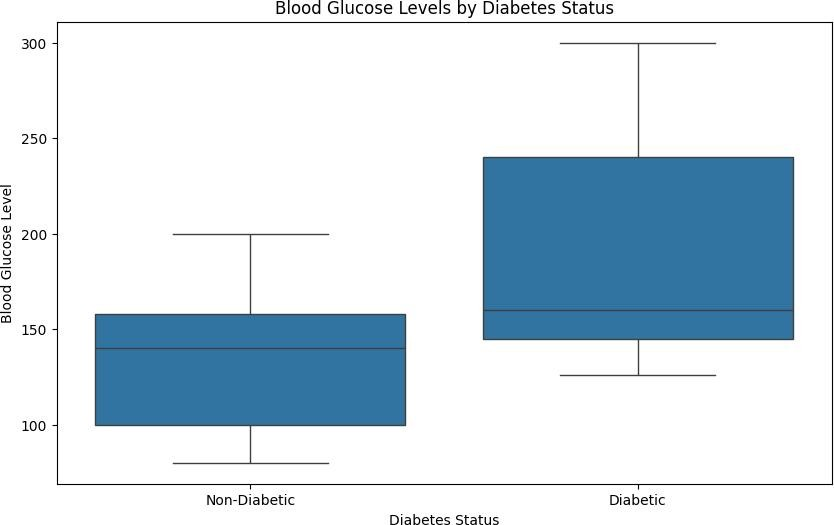 Blood Glucose Levels by Diabetes Status
Blood Glucose Level
300
250
200
150
100
Non-Diabetic
Diabetic
Diabetes Status